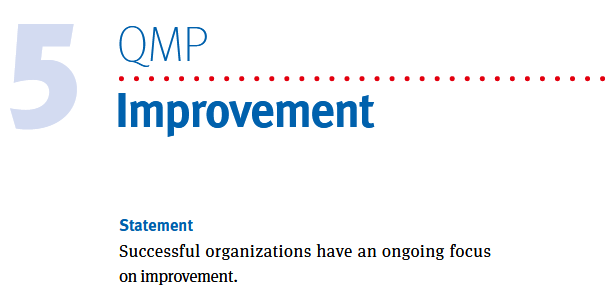 5
QMP
Improvement
Statement
Successful organizations have an ongoing focus
on improvement.